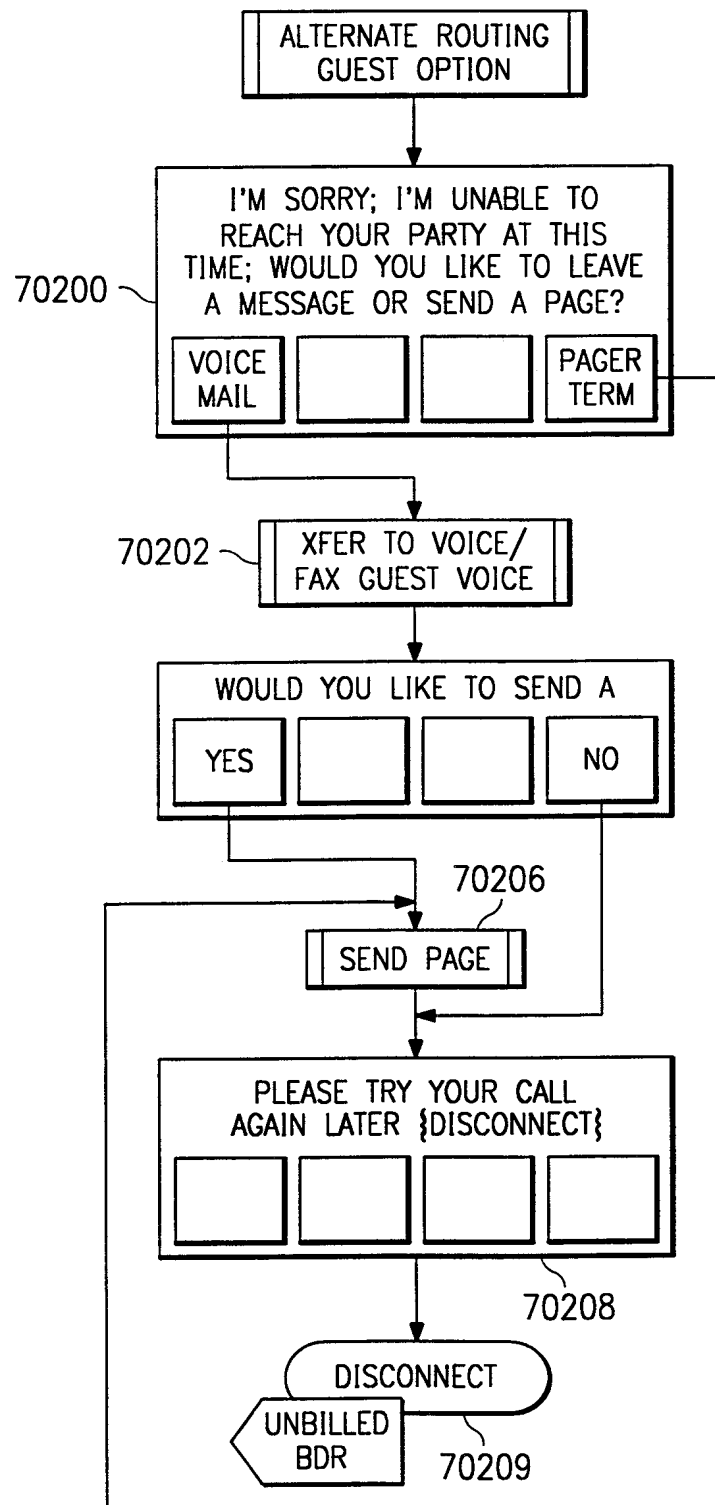 ALTERNATE ROUTING
GUEST OPTION
I'M SORRY; I'M UNABLE TO
REACH YOUR PARTY AT THIS
TIME; WOULD YOU LIKE TO LEAVE
A MESSAGE OR SEND A PAGE?
70200
VOICE
MAIL
PAGER
TERM
70202
XFER TO VOICE/
FAX GUEST VOICE
WOULD YOU LIKE TO SEND A
YES
NO
70206
SEND PAGE
PLEASE TRY YOUR CALL
AGAIN LATER {DISCONNECT}
70208
DISCONNECT
UNBILLED
BDR
70209